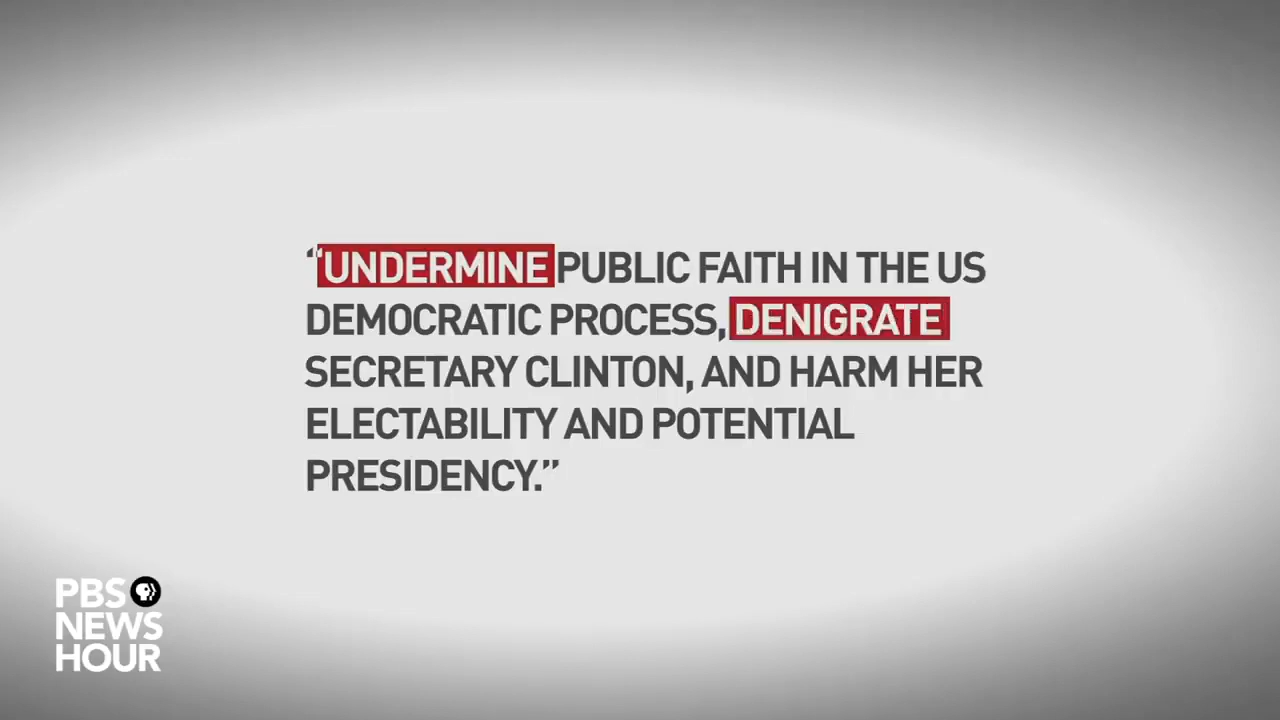 “UNDERMINE PUBLIC FAITH IN THE US
DEMOCRATIC PROCESS, DENIGRATE
SECRETARY CLINTON, AND HARM HER
ELECTABILITY AND POTENTIAL
PRESIDENCY.”
PBS
NEWS
HOUR